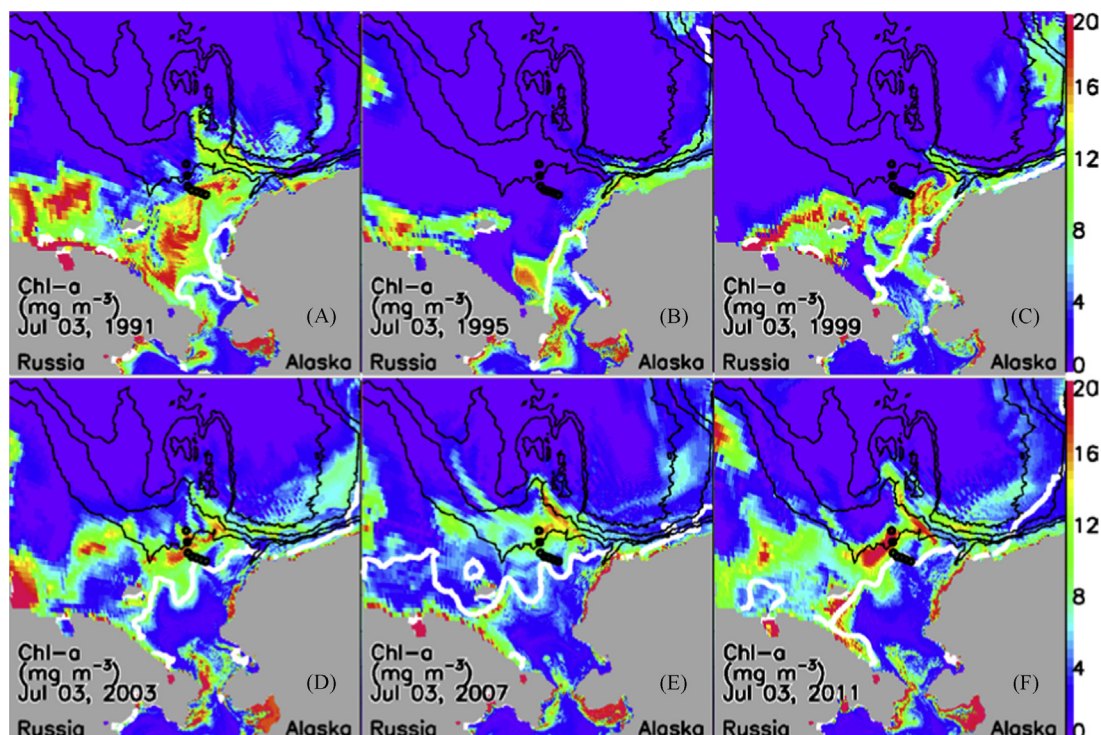 20
16
12
8
4
0
Chl-a
(mg m⁻³)
Jul 03, 1991
(A)
Russia
Alaska
Chl-a
(mg m⁻³)
Jul 03, 1995
(B)
Russia
Alaska
Chl-a
(mg m⁻³)
Jul 03, 1999
(C)
Russia
Alaska
20
16
12
8
4
0
Chl-a
(mg m⁻³)
Jul 03, 2003
(D)
Russia
Alaska
Chl-a
(mg m⁻³)
Jul 03, 2007
(E)
Russia
Alaska
Chl-a
(mg m⁻³)
Jul 03, 2011
(F)
Russia
Alaska